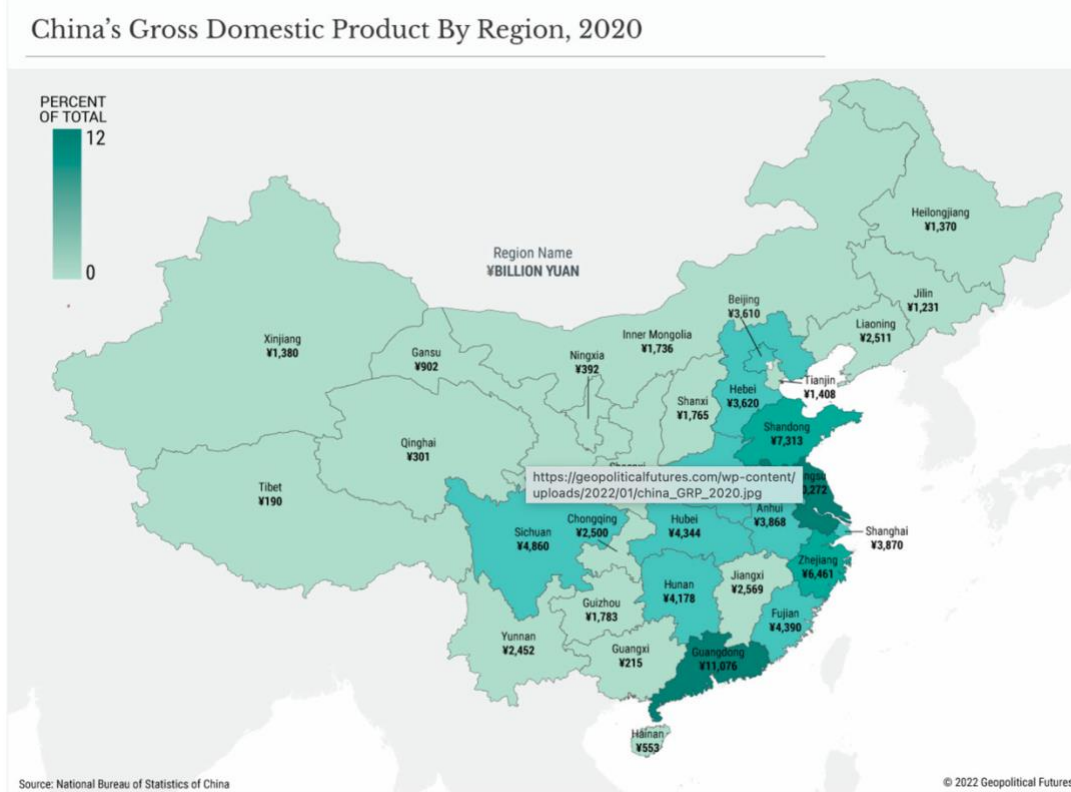 China's Gross Domestic Product By Region, 2020
PERCENT
OF TOTAL
12
0
Region Name
¥BILLION YUAN
Heilongjiang
¥1,370
Jilin
¥1,231
Beijing
¥3,610
Liaoning
¥2,511
Inner Mongolia
¥1,736
Xinjiang
¥1,380
Gansu
¥902
Ningxia
¥392
Tianjin
¥1,408
Hebei
¥3,620
Shanxi
¥1,765
Shandong
¥7,313
Qinghai
¥301
https://geopoliticalfutures.com/wp-content/
uploads/2022/01/china_GRP_2020.jpg
Tibet
¥190
Anhui
¥3,868
Hubei
¥4,344
Chongqing
¥2,500
Sichuan
¥4,860
Shanghai
¥3,870
Zhejiang
¥6,461
Jiangxi
¥2,569
Hunan
¥4,178
Guizhou
¥1,783
Fujian
¥4,390
Yunnan
¥2,452
Guangxi
¥215
Guangdong
¥11,076
Hainan
¥553
Source: National Bureau of Statistics of China
© 2022 Geopolitical Futures